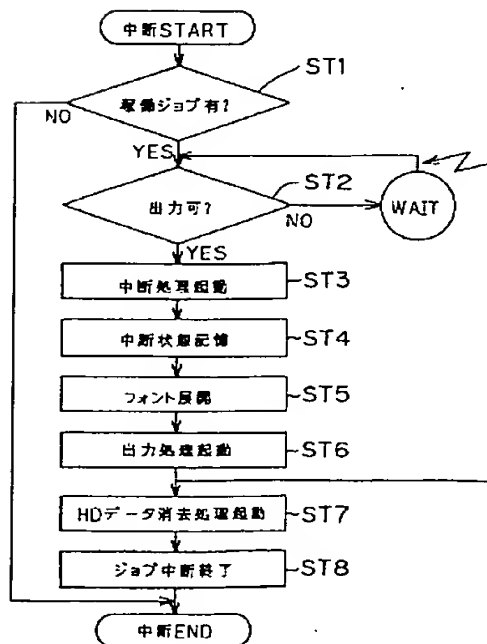 中断START
ST1
稼働ジョブ有?
NO
YES
ST2
出力可?
NO
WAIT
YES
中断処理起動
ST3
中断状態記憶
ST4
フォント展開
ST5
出力処理起動
ST6
HDデータ消去処理起動
ST7
ジョブ中断終了
ST8
中断END